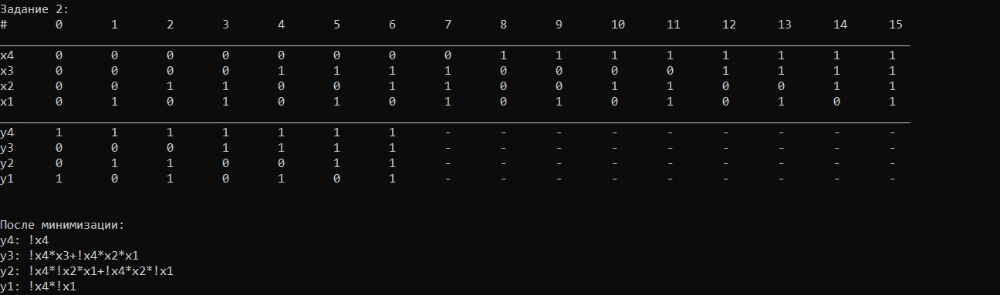 Задание 2:
# 0 1 2 3 4 5 6 7 8 9 10 11 12 13 14 15
x4 0 0 0 0 0 0 0 0 1 1 1 1 1 1 1 1
x3 0 0 0 0 1 1 1 1 0 0 0 0 1 1 1 1
x2 0 0 1 1 0 0 1 1 0 0 1 1 0 0 1 1
x1 0 1 0 1 0 1 0 1 0 1 0 1 0 1 0 1
y4 1 1 1 1 1 1 1 - - - - - - - - -
y3 0 0 0 1 1 1 1 - - - - - - - - -
y2 0 1 1 0 0 1 1 - - - - - - - - -
y1 1 0 1 0 1 0 1 - - - - - - - - -
После минимизации:
y4: !x4
y3: !x4*x3+!x4*x2*x1
y2: !x4*!x2*x1+!x4*x2*!x1
y1: !x4*!x1